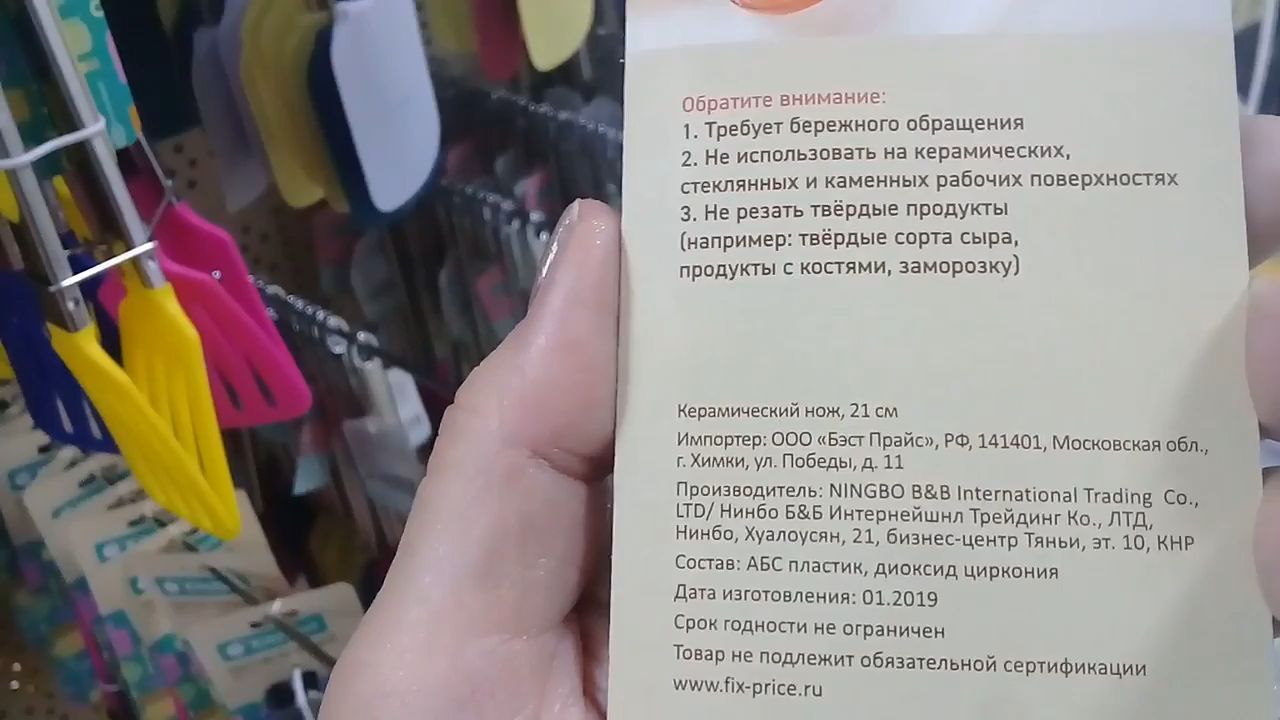 Обратите внимание:
1. Требует бережного обращения
2. Не использовать на керамических,
стеклянных и каменных рабочих поверхностях
3. Не резать твёрдые продукты
(например: твёрдые сорта сыра,
продукты с костями, заморозку)
Керамический нож, 21 см
Импортер: ООО «Бэст Прайс», РФ, 141401, Московская обл.,
г. Химки, ул. Победы, д. 11
Производитель: NINGBO B&B International Trading Co.,
LTD/ Нинбо Б&Б Интернейшнл Трейдинг Ко., ЛТД,
Нинбо, Хуалоусян, 21, бизнес-центр Тяньи, эт. 10, КНР
Состав: АБС пластик, диоксид циркония
Дата изготовления: 01.2019
Срок годности не ограничен
Товар не подлежит обязательной сертификации
www.fix-price.ru